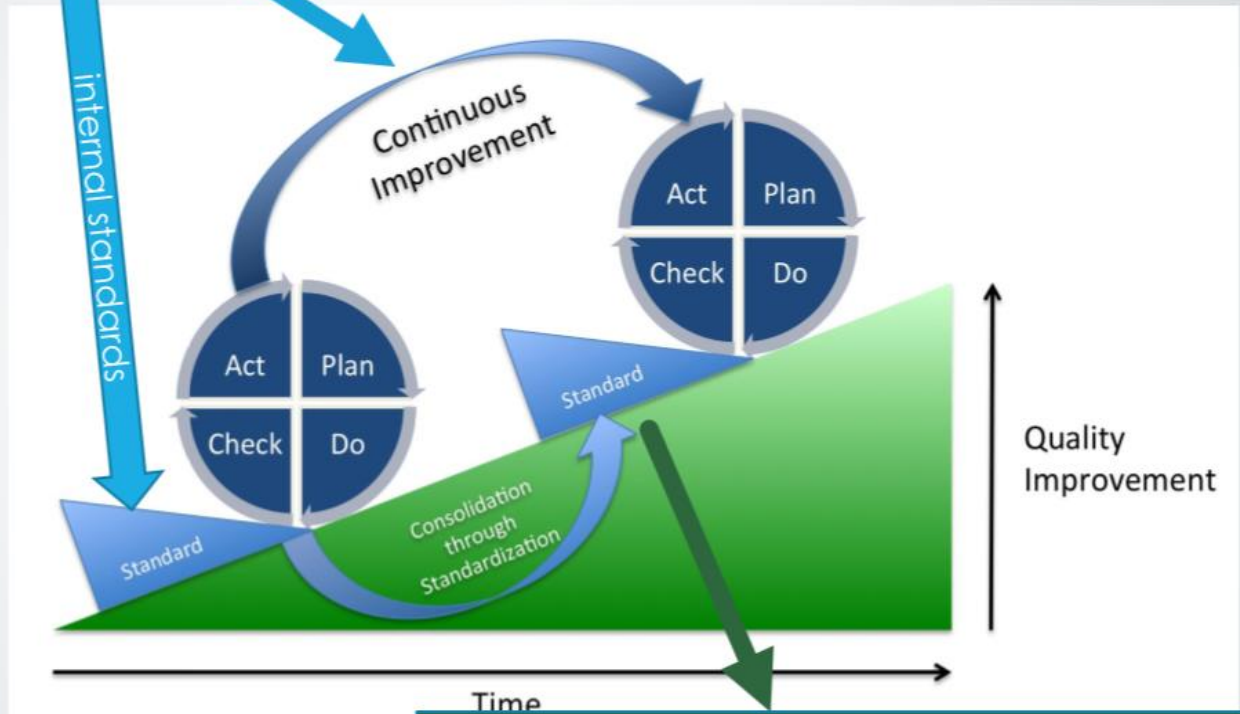 internal standards
Continuous
Improvement
Act
Plan
Check
Do
Act
Plan
Check
Do
Standard
Standard
Consolidation
through
Standardization
Quality
Improvement
Time